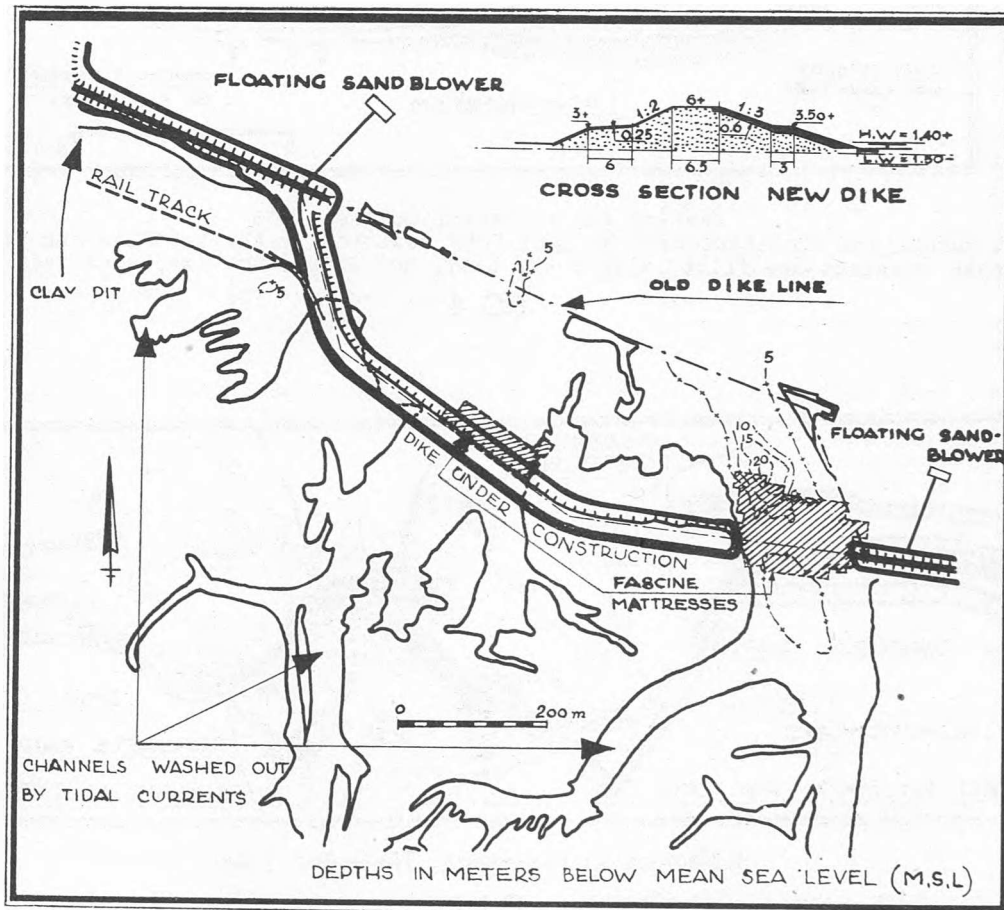 FLOATING SANDBLOWER
3+
1:2
6+
1:3
3.50+
0.25
0.6
H.W = 1.40+
L.W = 1.50-
6
6.5
5
CROSS SECTION NEW DIKE
RAIL TRACK
CLAY PIT
5
5
OLD DIKE LINE
5
10
15
20
FLOATING SAND-
BLOWER
DIKE UNDER CONSTRUCTION
FASCINE
MATTRESSES
0 200 m
CHANNELS WASHED OUT
BY TIDAL CURRENTS
DEPTHS IN METERS BELOW MEAN SEA LEVEL (M,S,L)